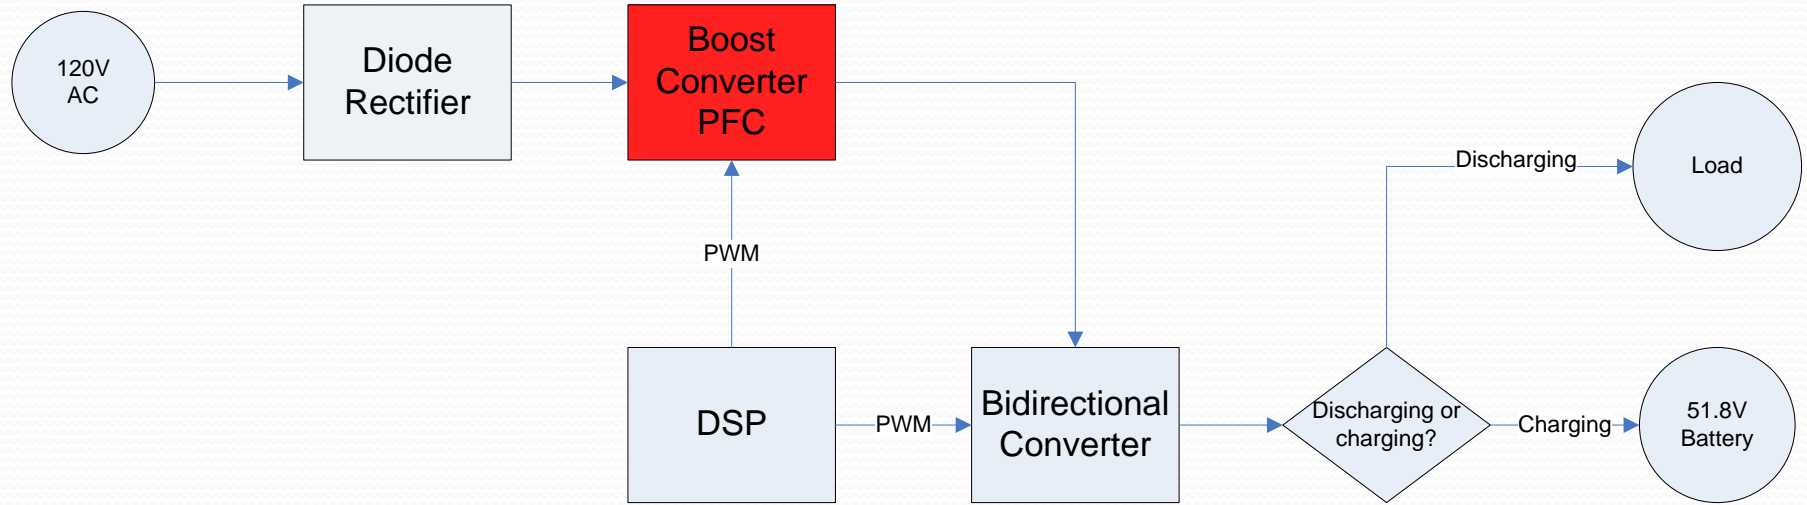 120V
AC
Diode
Rectifier
Boost
Converter
PFC
Discharging
Load
PWM
DSP
PWM
Bidirectional
Converter
Discharging or
charging?
Charging
51.8V
Battery